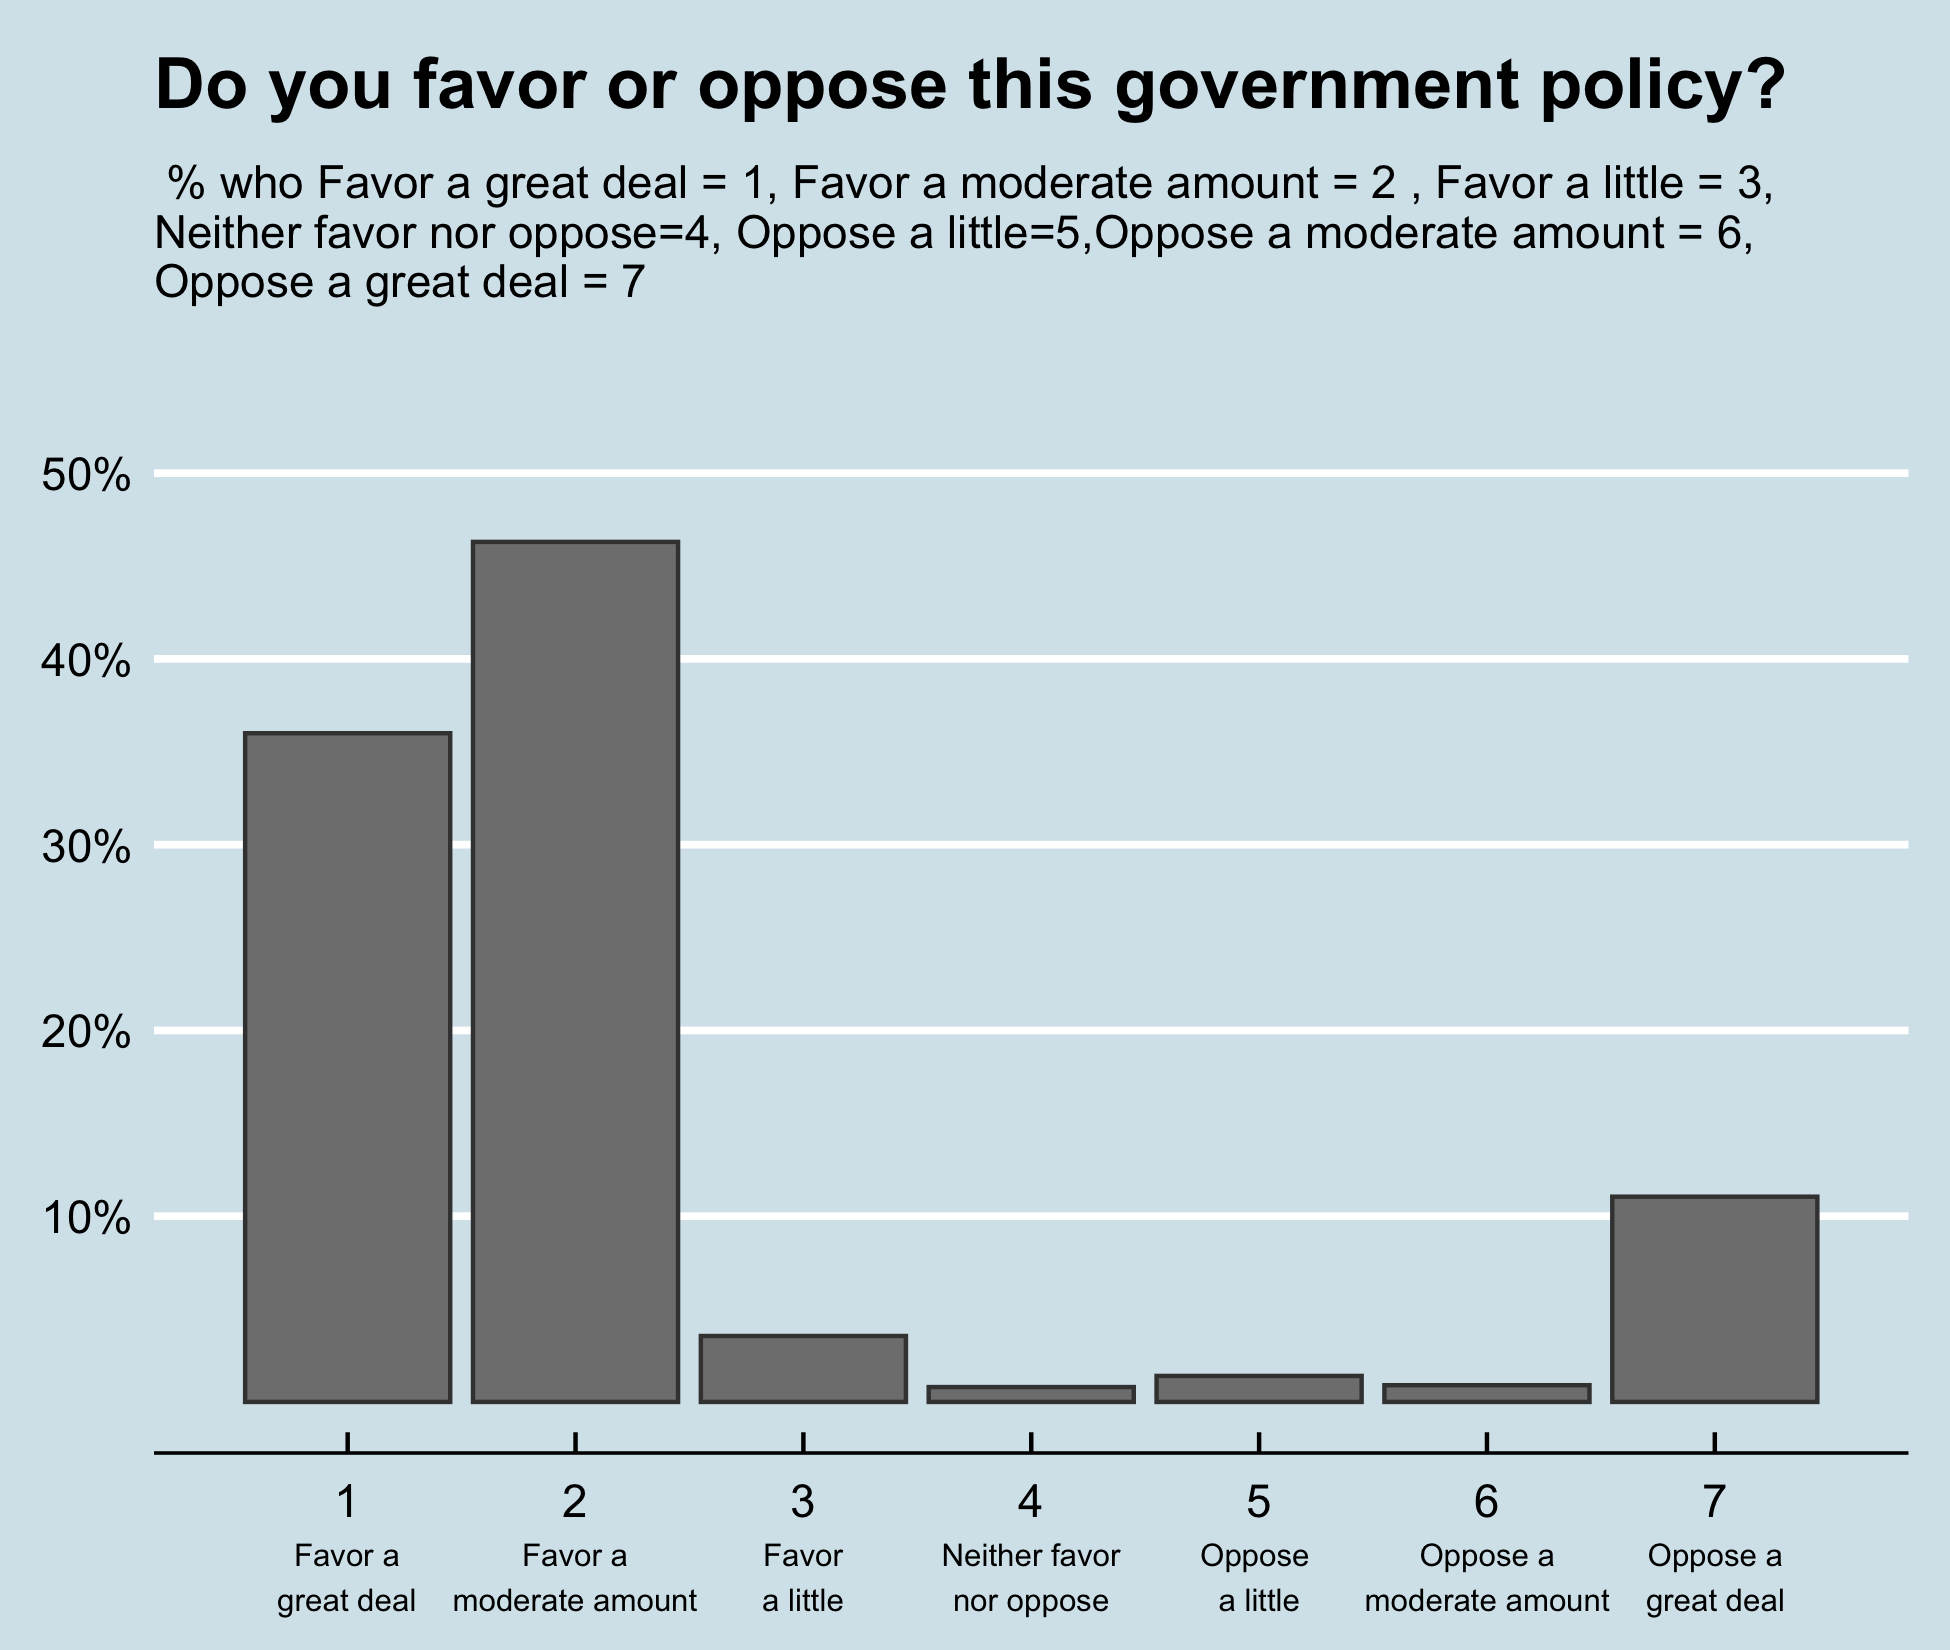 Do you favor or oppose this government policy?
% who Favor a great deal = 1, Favor a moderate amount = 2 , Favor a little = 3,
Neither favor nor oppose=4, Oppose a little=5,Oppose a moderate amount = 6,
Oppose a great deal = 7
50%
40%
30%
20%
10%
1 2 3 4 5 6 7
Favor a Favor a Favor Neither favor Oppose Oppose a Oppose a
great deal moderate amount a little nor oppose a little moderate amount great deal